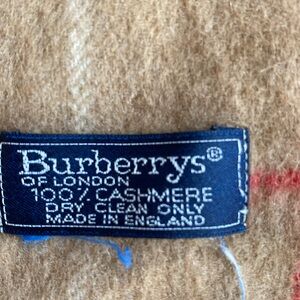 Burberrys®
OF LONDON
100% CASHMERE
DRY CLEAN ONLY
MADE IN ENGLAND